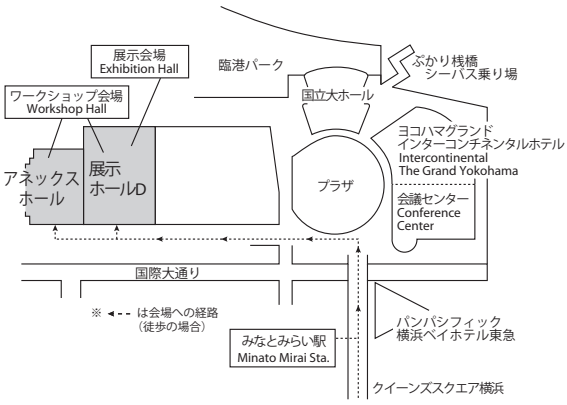 展示会場
Exhibition Hall
臨港パーク
ぷかり桟橋
シーバス乗り場
ワークショップ会場
Workshop Hall
国立大ホール
ヨコハマグランド
インターコンチネンタルホテル
Intercontinental
The Grand Yokohama
アネックス
ホール
展示
ホールD
プラザ
会議センター
Conference
Center
国際大通り
※ ◄-- は会場への経路
（徒歩の場合）
みなとみらい駅
Minato Mirai Sta.
パンパシフィック
横浜ベイホテル東急
クイーンズスクエア横浜